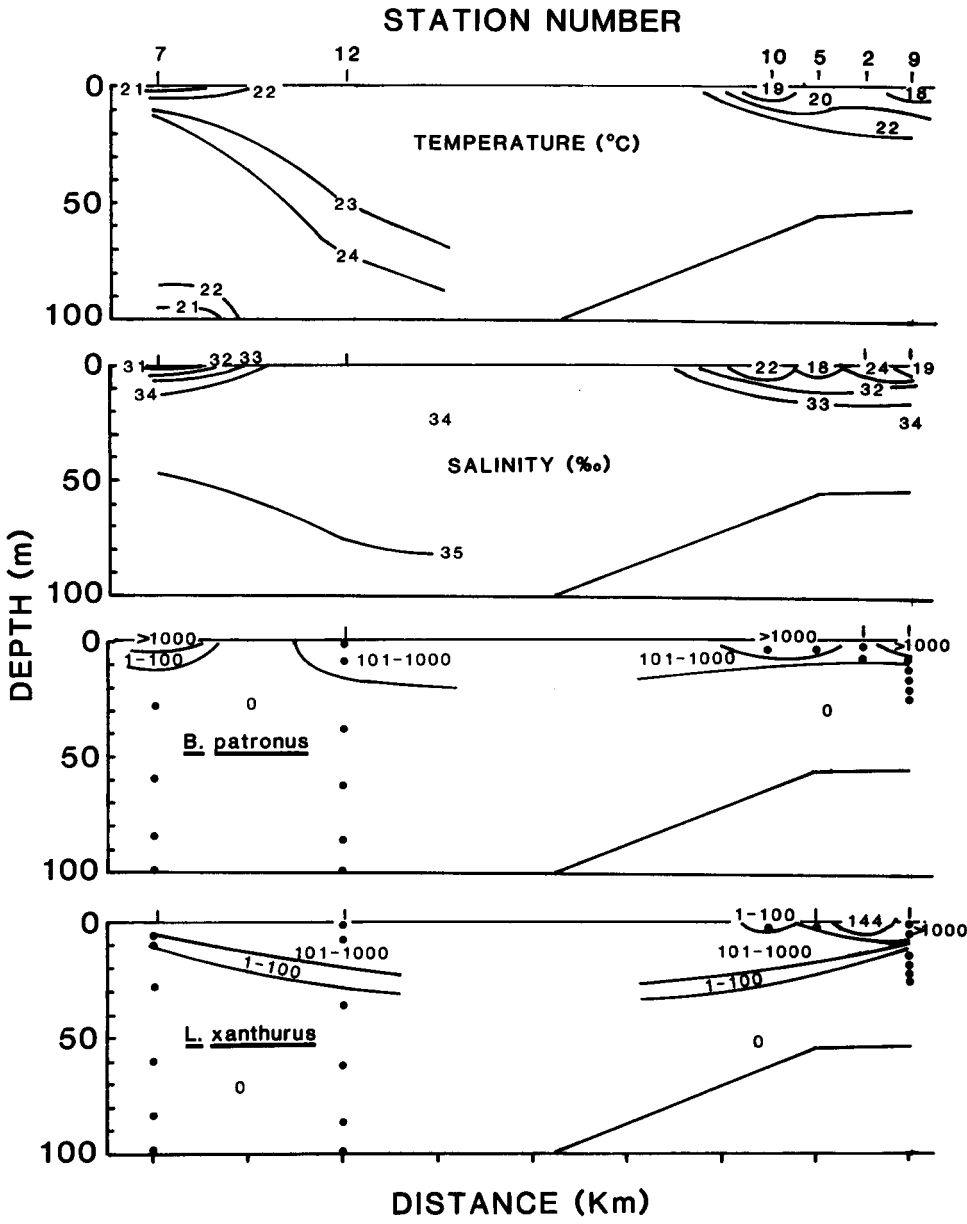 STATION NUMBER
7 12 10 5 2 9
0
21 22 19 20 18
TEMPERATURE (°C)
22
50
23
24
22
21
100
0
31 32 33 22 18 24 19
34 32
33
34 34
SALINITY (‰)
50
35
100
DEPTH (m)
0
>1000 >1000 >1000
1-100 101-1000 101-1000
0 0
B. patronus
50
100
0
1-100 144 >1000
101-1000 101-1000
1-100 1-100
50
L. xanthurus 0
0
100
DISTANCE (Km)